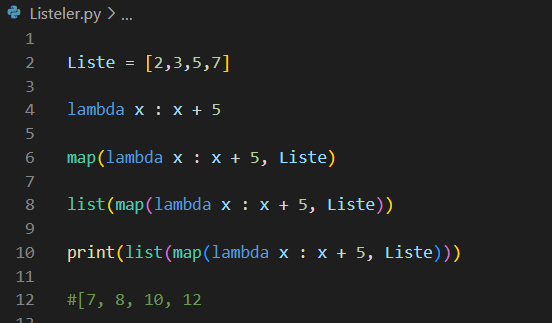 Listeler.py > ...
1
2 Liste = [2,3,5,7]
3
4 lambda x : x + 5
5
6 map(lambda x : x + 5, Liste)
7
8 list(map(lambda x : x + 5, Liste))
9
10 print(list(map(lambda x : x + 5, Liste)))
11
12 #[7, 8, 10, 12
13